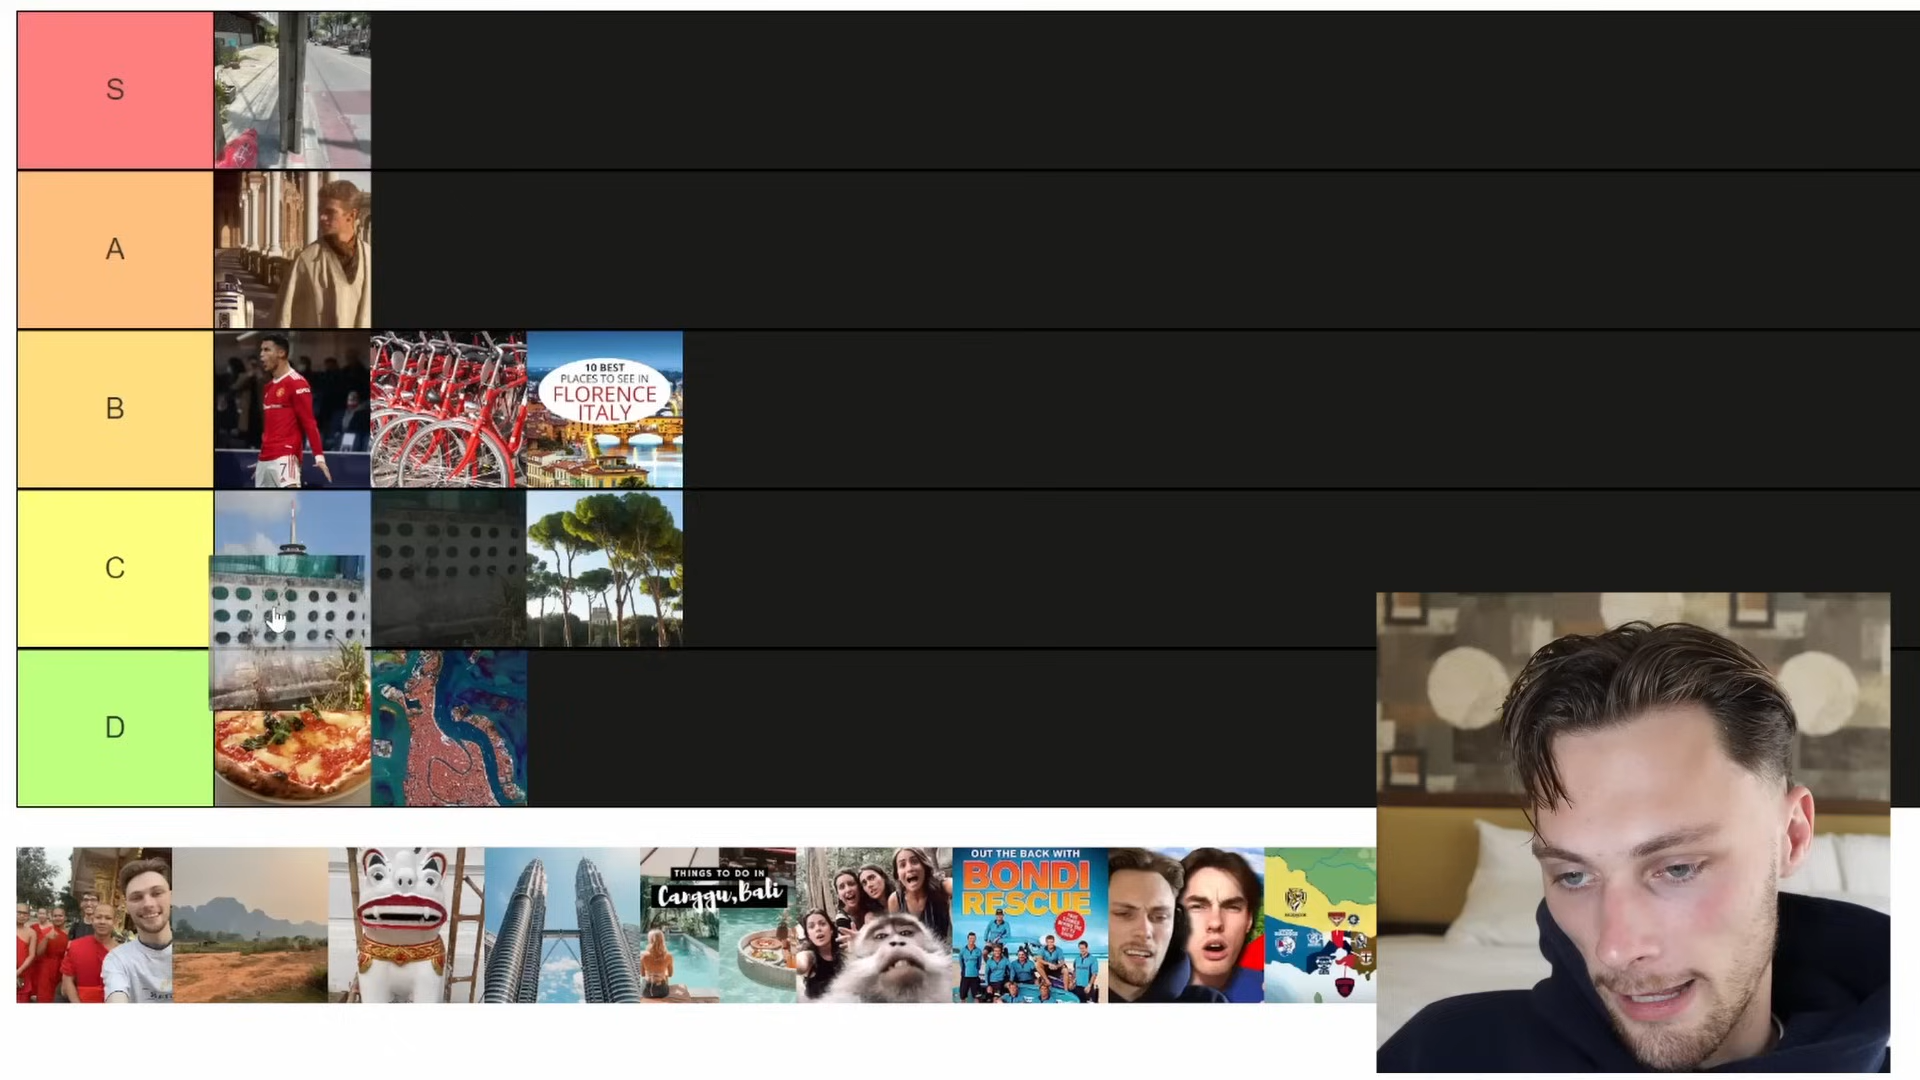 S
A
B
7
10 BEST
PLACES TO SEE IN
FLORENCE
ITALY
C
D
THINGS TO DO IN
Canggu, Bali
OUT THE BACK WITH
BONDI
RESCUE